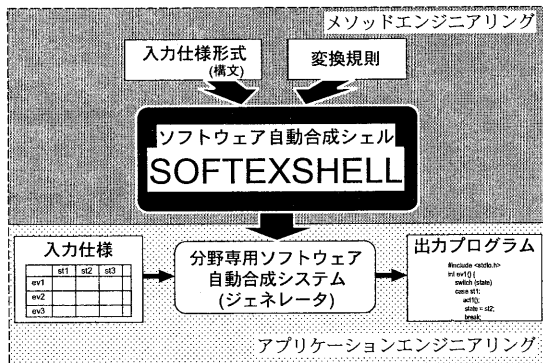 メソッドエンジニアリング
入力仕様形式
(構文)
変換規則
ソフトウェア自動合成シェル
SOFTEXSHELL
入力仕様
st1 st2 st3
ev1
ev2
ev3
分野専用ソフトウェア
自動合成システム
(ジェネレータ)
出力プログラム
#include <stdio.h>
int ev1() {
switch (state)
case st1:
act1();
state = st2;
break;
アプリケーションエンジニアリング